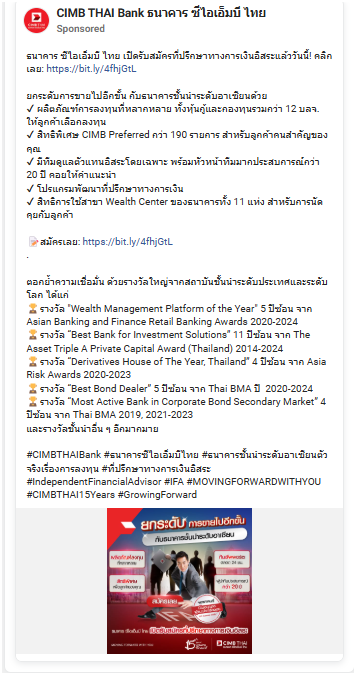 CIMB THAI Bank ธนาคาร ซีไอเอ็มบี ไทย
Sponsored
ธนาคาร ซีไอเอ็มบี ไทย เปิดรับสมัครที่ปรึกษาทางการเงินอิสระแล้ววันนี้! คลิก
เลย: https://bit.ly/4fhjGtL
ยกระดับการขายไปอีกขั้น กับธนาคารชั้นนำระดับอาเซียนด้วย
✓ ผลิตภัณฑ์การลงทุนที่หลากหลาย ทั้งหุ้นกู้และกองทุนรวมกว่า 12 บลจ.
ให้ลูกค้าเลือกลงทุน
✓ สิทธิพิเศษ CIMB Preferred กว่า 190 รายการ สำหรับลูกค้าคนสำคัญของ
คุณ
✓ มีทีมดูแลตัวแทนอิสระโดยเฉพาะ พร้อมหัวหน้าทีมมากประสบการณ์กว่า
20 ปี คอยให้คำแนะนำ
✓ โปรแกรมพัฒนาที่ปรึกษาทางการเงิน
✓ สิทธิการใช้สาขา Wealth Center ของธนาคารทั้ง 11 แห่ง สำหรับการนัด
คุยกับลูกค้า
📝สมัครเลย: https://bit.ly/4fhjGtL
.
ตอกย้ำความเชื่อมั่น ด้วยรางวัลใหญ่จากสถาบันชั้นนำระดับประเทศและระดับ
โลก ได้แก่
🏆รางวัล "Wealth Management Platform of the Year" 5 ปีซ้อน จาก
Asian Banking and Finance Retail Banking Awards 2020-2024
🏆รางวัล "Best Bank for Investment Solutions" 11 ปีซ้อน จาก The
Asset Triple A Private Capital Award (Thailand) 2014-2024
🏆รางวัล "Derivatives House of The Year, Thailand" 4 ปีซ้อน จาก Asia
Risk Awards 2020-2023
🏆รางวัล "Best Bond Dealer" 5 ปีซ้อน จาก Thai BMA ปี 2020-2024
🏆รางวัล "Most Active Bank in Corporate Bond Secondary Market" 4
ปีซ้อน จาก Thai BMA 2019, 2021-2023
และรางวัลชั้นนำอื่น ๆ อีกมากมาย
#CIMBTHAIBank #ธนาคารซีไอเอ็มบีไทย #ธนาคารชั้นนำระดับอาเซียนตัว
จริงเรื่องการลงทุน #ที่ปรึกษาทางการเงินอิสระ
#IndependentFinancialAdvisor #IFA #MOVINGFORWARDWITHYOU
#CIMBTHAI15Years #GrowingForward
ยกระดับ การขายไปอีกขั้น
กับธนาคารชั้นนำระดับอาเซียน
สมัครเลย
CIMB THAI